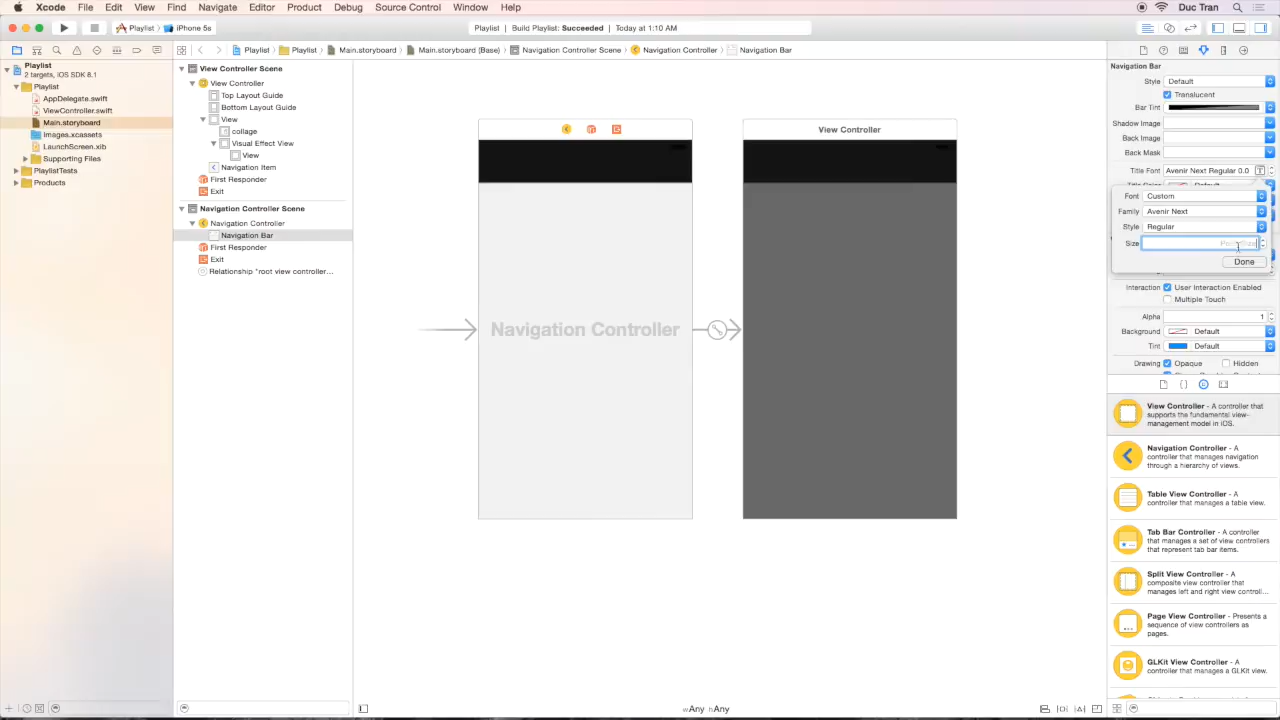 Xcode File Edit View Find Navigate Editor Product Debug Source Control Window Help Duc Tran
Playlist iPhone 5s Playlist Build Playlist: Succeeded Today at 1:10 AM
Playlist Playlist Main.storyboard Main.storyboard (Base) Navigation Controller Scene Navigation Controller Navigation Bar
Playlist
2 targets, iOS SDK 8.1
Playlist
AppDelegate.swift
ViewController.swift
Main.storyboard
Images.xcassets
LaunchScreen.xib
Supporting Files
PlaylistTests
Products
View Controller Scene
View Controller
Top Layout Guide
Bottom Layout Guide
View
collage
Visual Effect View
View
Navigation Item
First Responder
Exit
Navigation Controller Scene
Navigation Controller
Navigation Bar
First Responder
Exit
Relationship "root view controller...
Navigation Controller
View Controller
wAny hAny
Navigation Bar
Style Default
Translucent
Bar Tint
Shadow Image
Back Image
Back Mask
Title Font Avenir Next Regular 0.0
Title Color Default
Font Custom
Family Avenir Next
Style Regular
Size
Done
Interaction User Interaction Enabled
Multiple Touch
Alpha 1
Background Default
Tint Default
Drawing Opaque Hidden
View Controller - A controller that
supports the fundamental view-
management model in iOS.
Navigation Controller - A
controller that manages navigation
through a hierarchy of views.
Table View Controller - A
controller that manages a table view.
Tab Bar Controller - A controller
that manages a set of view controllers
that represent tab bar items.
Split View Controller - A
composite view controller that
manages left and right view controll...
Page View Controller - Presents a
sequence of view controllers as
pages.
GLKit View Controller - A
controller that manages a GLKit view.